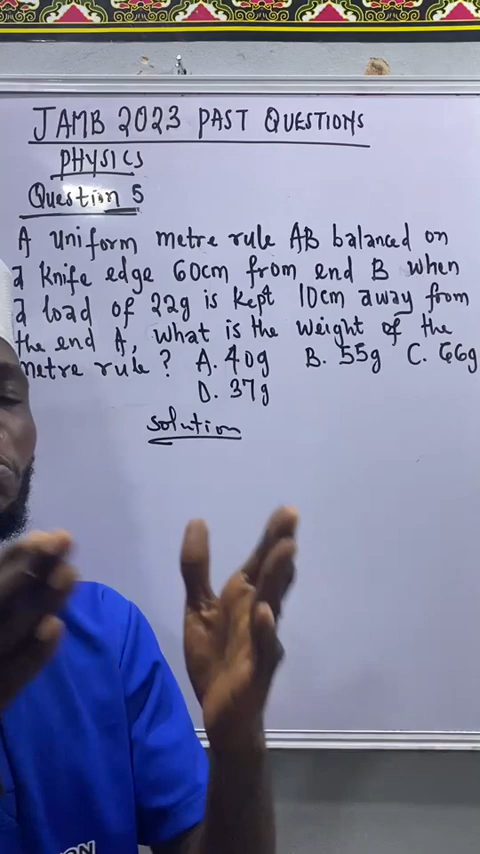 JAMB 2023 PAST QUESTIONS
PHYSICS
Question 5
A uniform metre rule AB balanced on
a knife edge 60cm from end B when
a load of 22g is kept 10cm away from
the end A, what is the weight of the
metre rule? A. 40g B. 55g C. 66g
D. 37g
solution